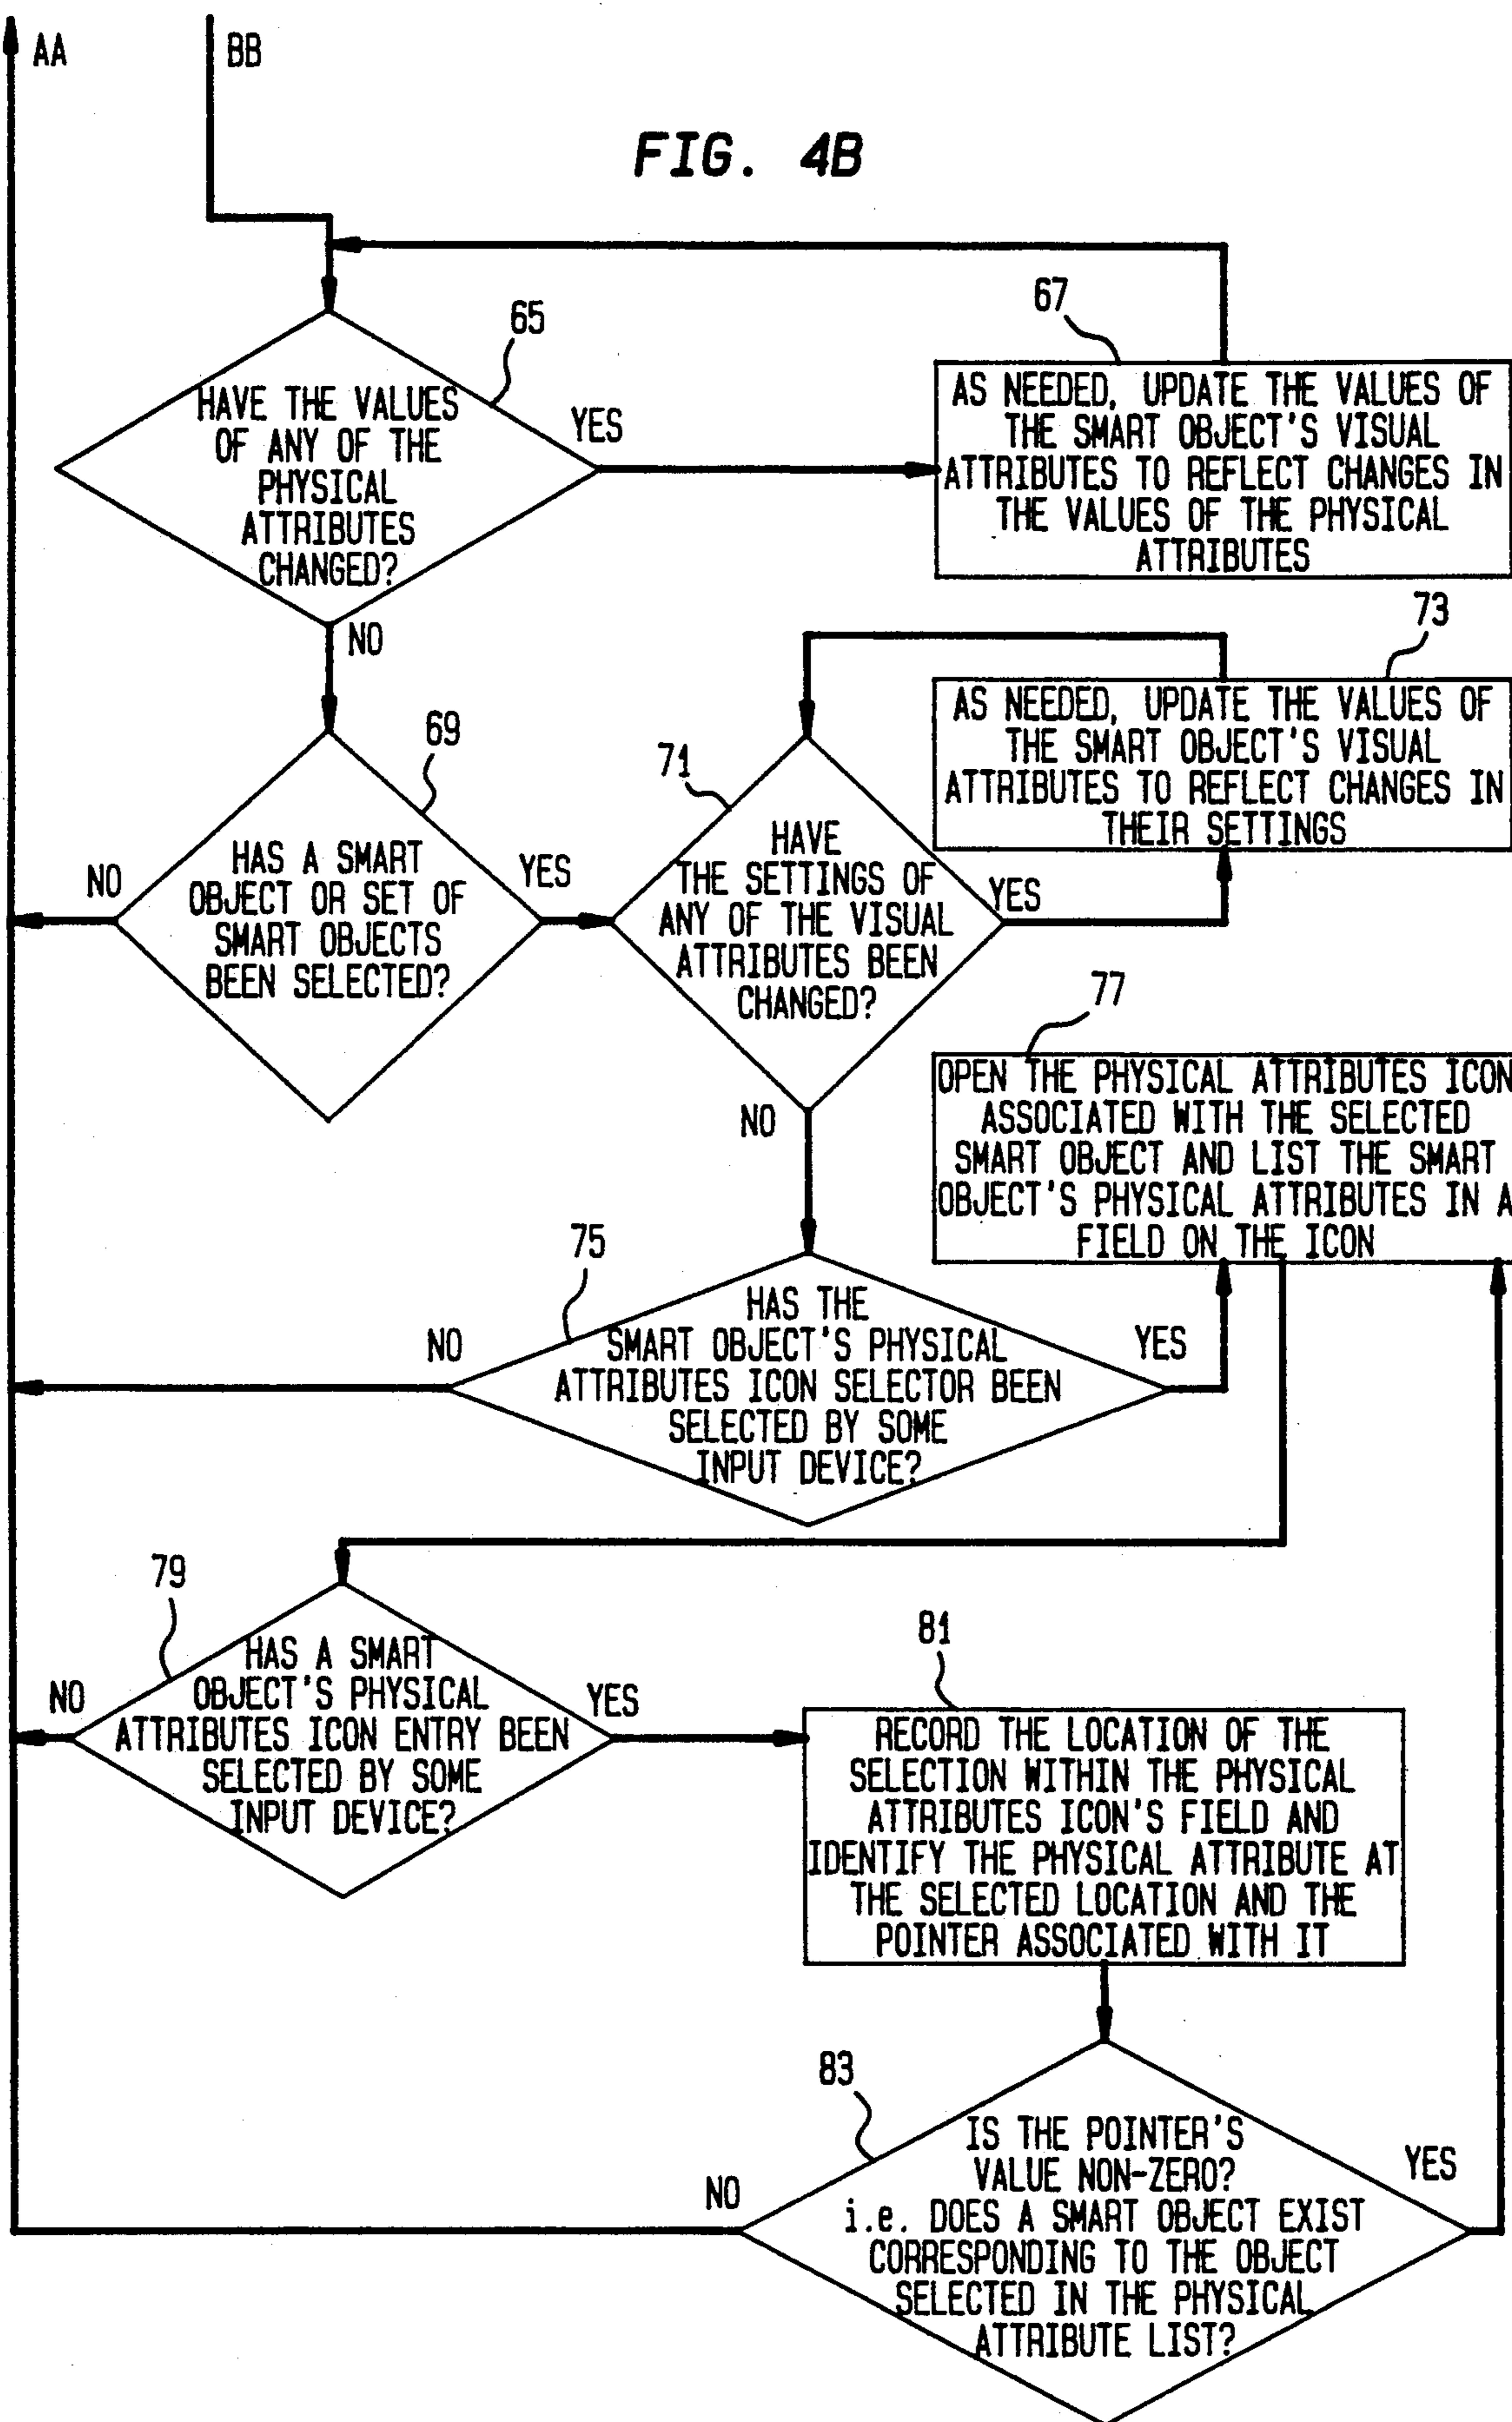 AA
BB
FIG. 4B
65
HAVE THE VALUES
OF ANY OF THE
PHYSICAL
ATTRIBUTES
CHANGED?
YES
NO
67
AS NEEDED, UPDATE THE VALUES OF
THE SMART OBJECT'S VISUAL
ATTRIBUTES TO REFLECT CHANGES IN
THE VALUES OF THE PHYSICAL
ATTRIBUTES
69
HAS A SMART
OBJECT OR SET OF
SMART OBJECTS
BEEN SELECTED?
NO
YES
71
HAVE
THE SETTINGS OF
ANY OF THE VISUAL
ATTRIBUTES BEEN
CHANGED?
YES
NO
73
AS NEEDED, UPDATE THE VALUES OF
THE SMART OBJECT'S VISUAL
ATTRIBUTES TO REFLECT CHANGES IN
THEIR SETTINGS
75
HAS THE
SMART OBJECT'S PHYSICAL
ATTRIBUTES ICON SELECTOR BEEN
SELECTED BY SOME
INPUT DEVICE?
NO
YES
77
OPEN THE PHYSICAL ATTRIBUTES ICON
ASSOCIATED WITH THE SELECTED
SMART OBJECT AND LIST THE SMART
OBJECT'S PHYSICAL ATTRIBUTES IN A
FIELD ON THE ICON
79
HAS A SMART
OBJECT'S PHYSICAL
ATTRIBUTES ICON ENTRY BEEN
SELECTED BY SOME
INPUT DEVICE?
NO
YES
81
RECORD THE LOCATION OF THE
SELECTION WITHIN THE PHYSICAL
ATTRIBUTES ICON'S FIELD AND
IDENTIFY THE PHYSICAL ATTRIBUTE AT
THE SELECTED LOCATION AND THE
POINTER ASSOCIATED WITH IT
83
IS THE POINTER'S
VALUE NON-ZERO?
i.e. DOES A SMART OBJECT EXIST
CORRESPONDING TO THE OBJECT
SELECTED IN THE PHYSICAL
ATTRIBUTE LIST?
NO
YES